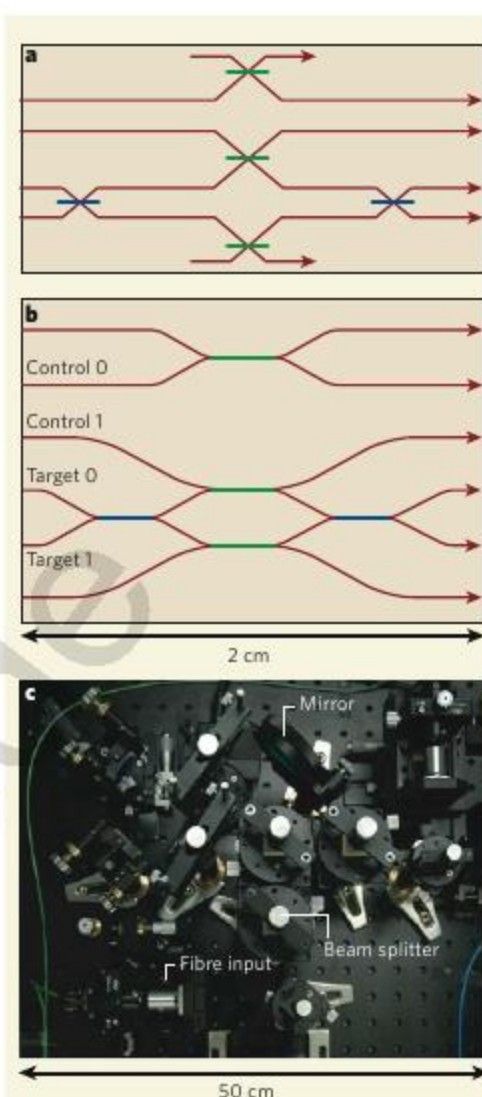 a
b
Control 0
Control 1
Target 0
Target 1
2 cm
c
Mirror
Beam splitter
Fibre input
50 cm